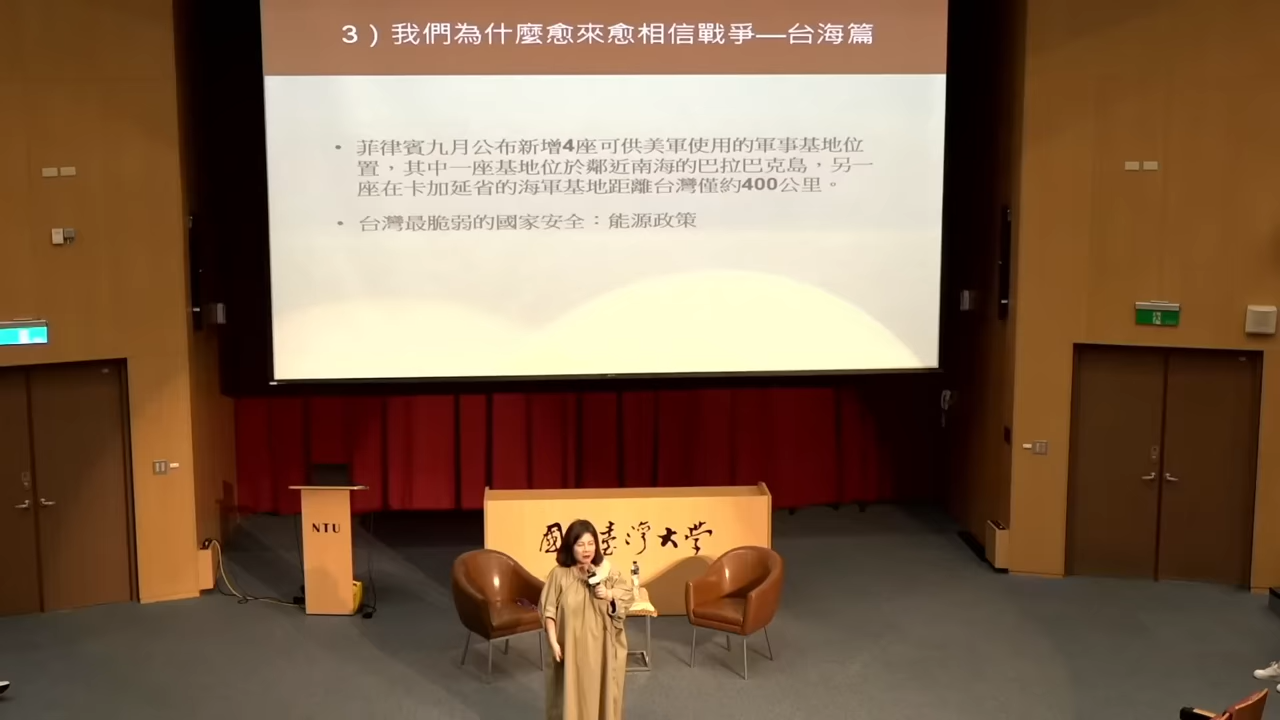 3）我們為什麼愈來愈相信戰爭—台海篇
• 菲律賓九月公布新增4座可供美軍使用的軍事基地位
置，其中一座基地位於鄰近南海的巴拉巴克島，另一
座在卡加延省的海軍基地距離台灣僅約400公里。
• 台灣最脆弱的國家安全：能源政策
NTU
國 臺灣大學